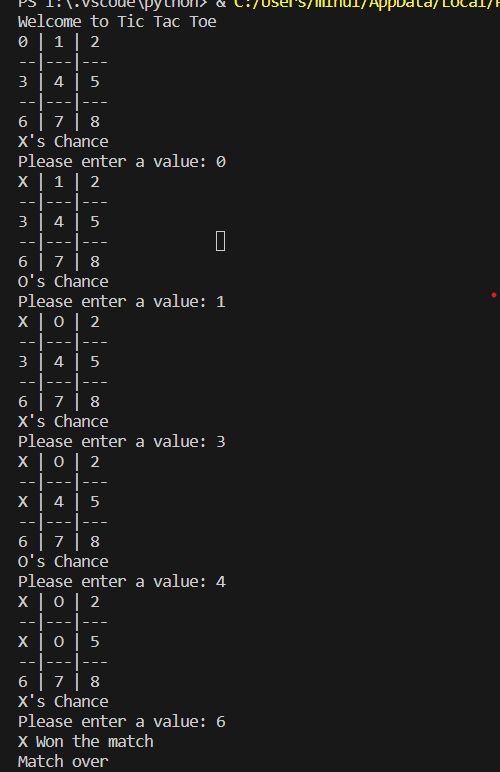 PS I:\.vscode\python> & C:/Users/minul/AppData/Local/
Welcome to Tic Tac Toe
0 | 1 | 2
--|---|---
3 | 4 | 5
--|---|---
6 | 7 | 8
X's Chance
Please enter a value: 0
X | 1 | 2
--|---|---
3 | 4 | 5
--|---|---
6 | 7 | 8
O's Chance
Please enter a value: 1
X | O | 2
--|---|---
3 | 4 | 5
--|---|---
6 | 7 | 8
X's Chance
Please enter a value: 3
X | O | 2
--|---|---
X | 4 | 5
--|---|---
6 | 7 | 8
O's Chance
Please enter a value: 4
X | O | 2
--|---|---
X | O | 5
--|---|---
6 | 7 | 8
X's Chance
Please enter a value: 6
X Won the match
Match over